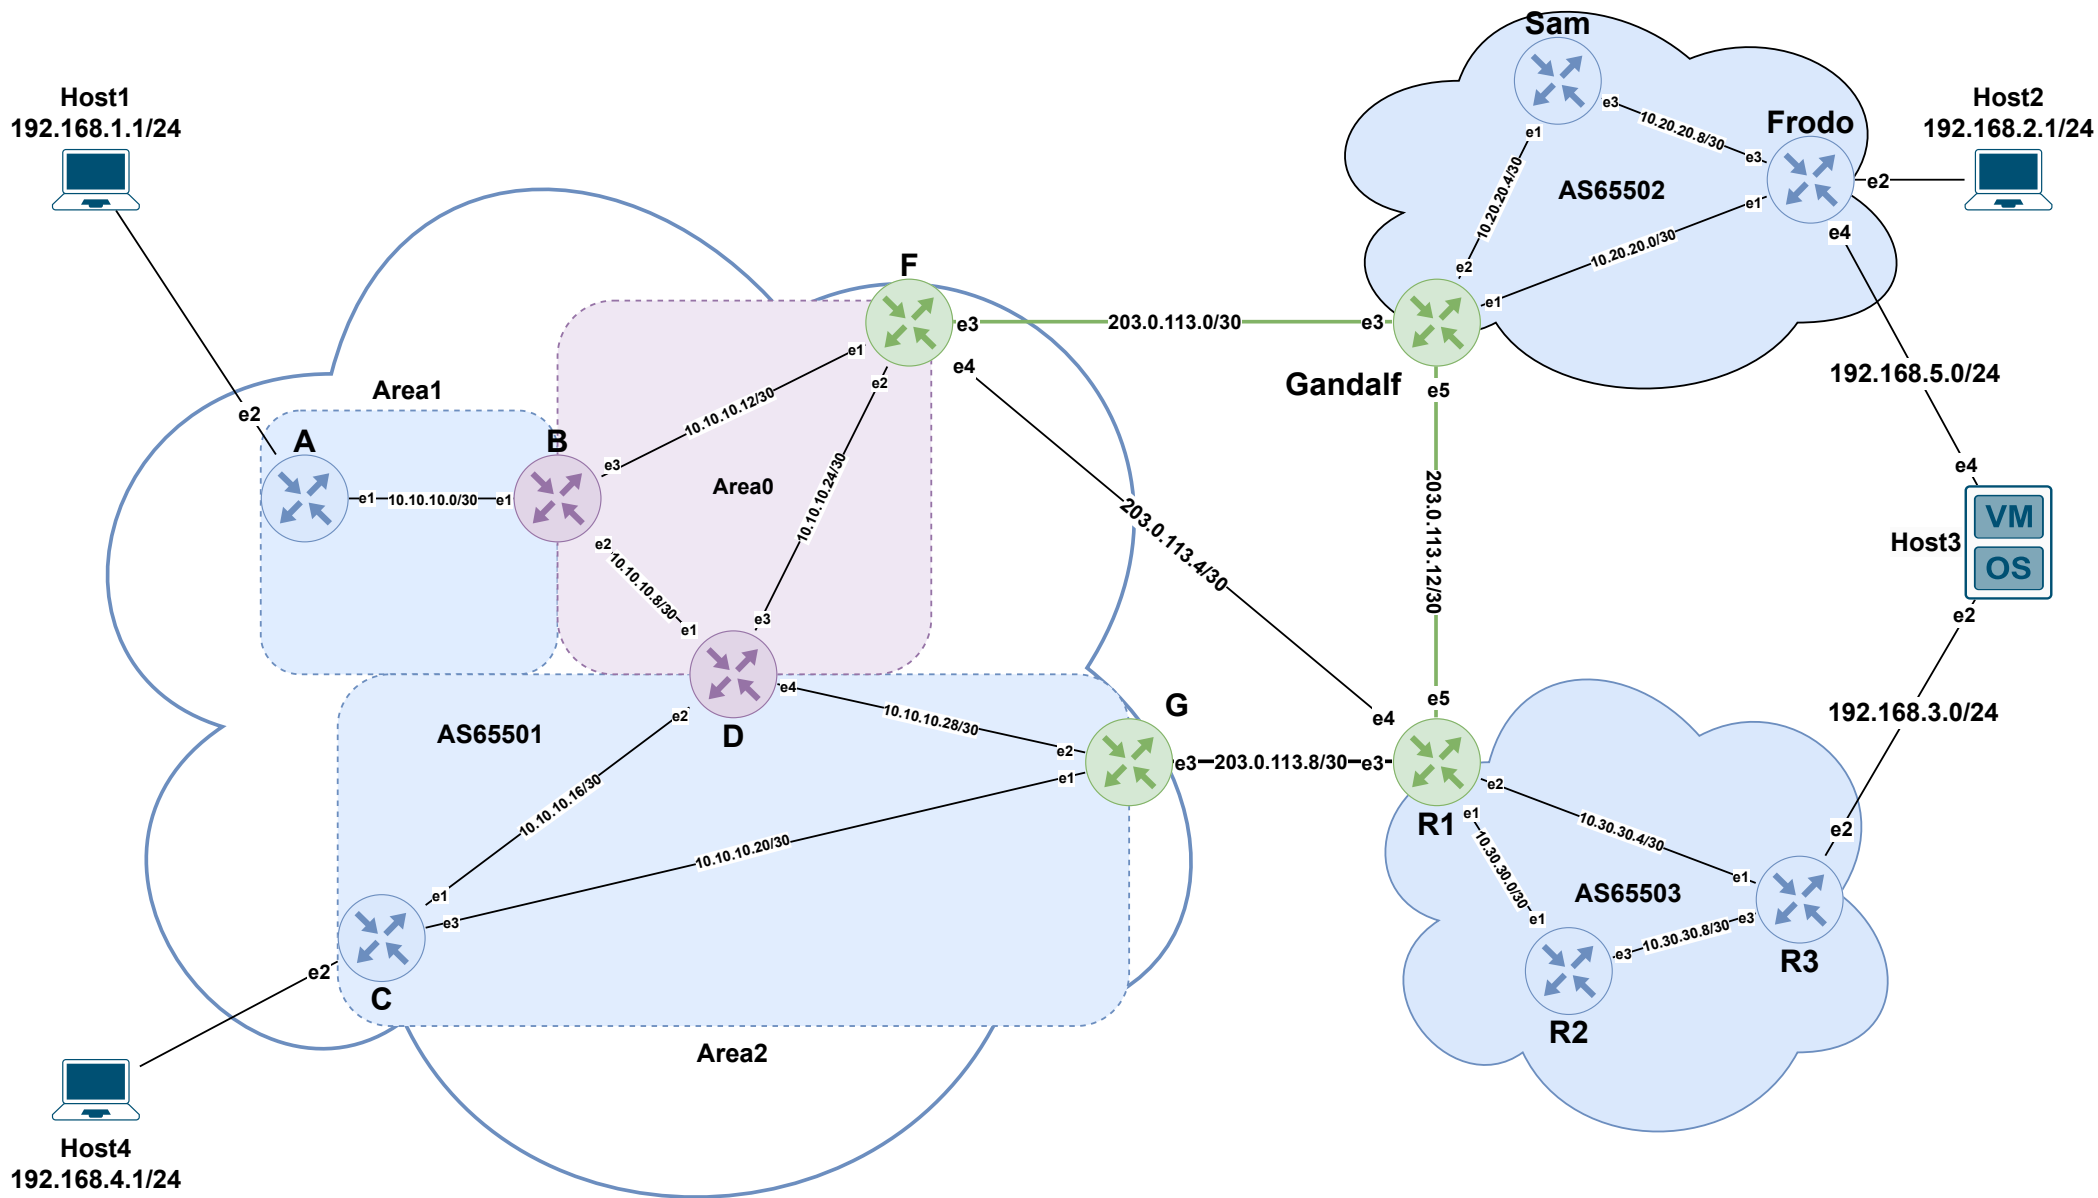 Sam
Host1
192.168.1.1/24
Host2
192.168.2.1/24
Frodo
e3
10.20.20.8/30
e3
e1
10.20.20.4/30
e2
AS65502
e2
e1
10.20.20.0/30
e1
e4
F
e3
203.0.113.0/30
e3
e1
e2
e4
Gandalf
e5
192.168.5.0/24
Area1
e2
A
B
e1
10.10.10.0/30
e1
e3
10.10.10.12/30
Area0
10.10.10.24/30
e2
10.10.10.8/30
e1
e3
203.0.113.4/30
203.0.113.12/30
e4
VM
Host3
OS
e2
e4
D
e2
AS65501
10.10.10.28/30
G
e2
e1
e3
203.0.113.8/30
e3
e4
e5
192.168.3.0/24
R1
e2
e1
10.30.30.4/30
10.30.30.0/30
e2
e1
AS65503
e1
e3
10.30.30.8/30
e3
R3
R2
10.10.10.16/30
10.10.10.20/30
e1
e3
e2
C
Area2
Host4
192.168.4.1/24